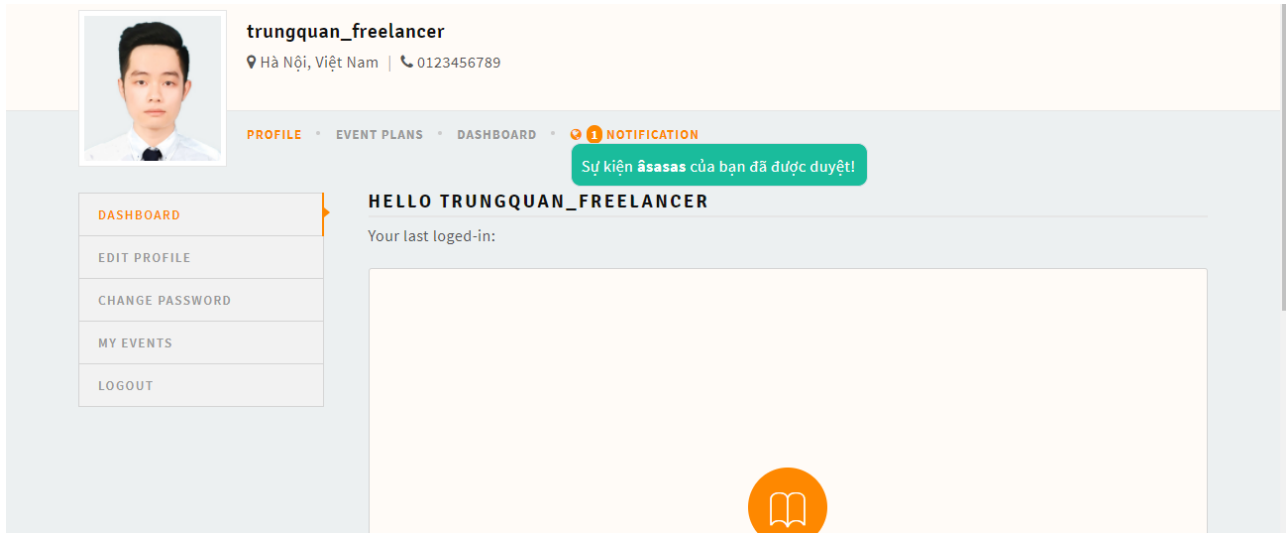 trungquan_freelancer
Hà Nội, Việt Nam | 0123456789
PROFILE • EVENT PLANS • DASHBOARD • 1 NOTIFICATION
Sự kiện âsasas của bạn đã được duyệt!
DASHBOARD
EDIT PROFILE
CHANGE PASSWORD
MY EVENTS
LOGOUT
HELLO TRUNGQUAN_FREELANCER
Your last loged-in: